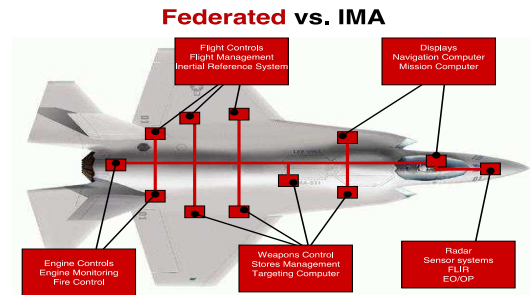 Federated vs. IMA
Flight Controls
Flight Management
Inertial Reference System
Displays
Navigation Computer
Mission Computer
Engine Controls
Engine Monitoring
Fire Control
Weapons Control
Stores Management
Targeting Computer
Radar
Sensor systems
FLIR
EO/OP